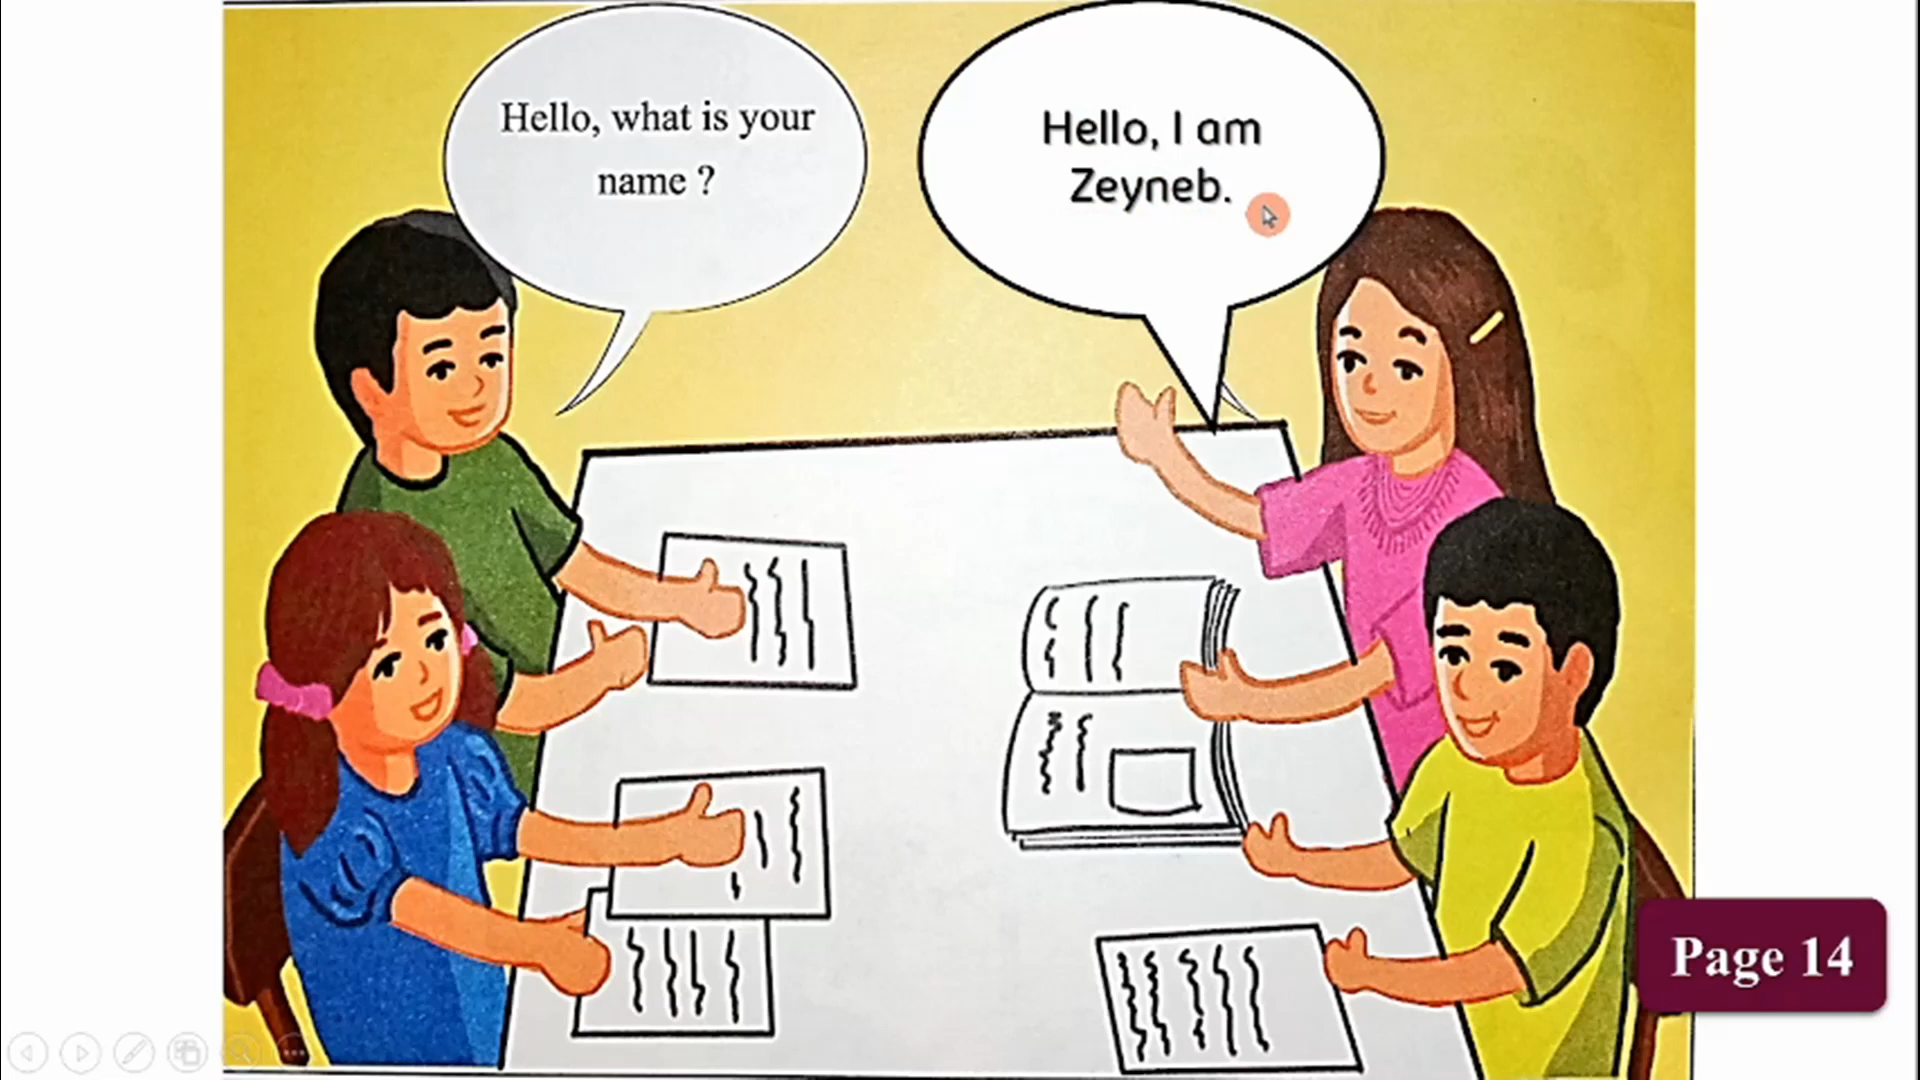 Hello, what is your
name ?
Hello, I am
Zeyneb.
Page 14